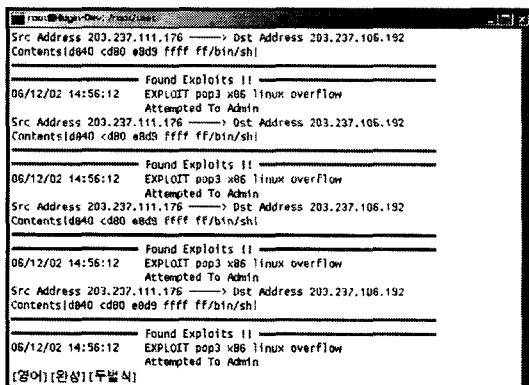 Src Address 203.237.111.176 ----> Dst Address 203.237.106.192
Contents|d840 cd80 e8d9 ffff ff/bin/sh|
Found Exploits !!
06/12/02 14:56:12 EXPLOIT pop3 x86 linux overflow
Attempted To Admin
Src Address 203.237.111.176 ----> Dst Address 203.237.106.192
Contents|d840 cd80 e8d9 ffff ff/bin/sh|
Found Exploits !!
06/12/02 14:56:12 EXPLOIT pop3 x86 linux overflow
Attempted To Admin
Src Address 203.237.111.176 ----> Dst Address 203.237.106.192
Contents|d840 cd80 e8d9 ffff ff/bin/sh|
Found Exploits !!
06/12/02 14:56:12 EXPLOIT pop3 x86 linux overflow
Attempted To Admin
Src Address 203.237.111.176 ----> Dst Address 203.237.106.192
Contents|d840 cd80 e8d9 ffff ff/bin/sh|
Found Exploits !!
06/12/02 14:56:12 EXPLOIT pop3 x86 linux overflow
Attempted To Admin
[영어][완성][두벌식]